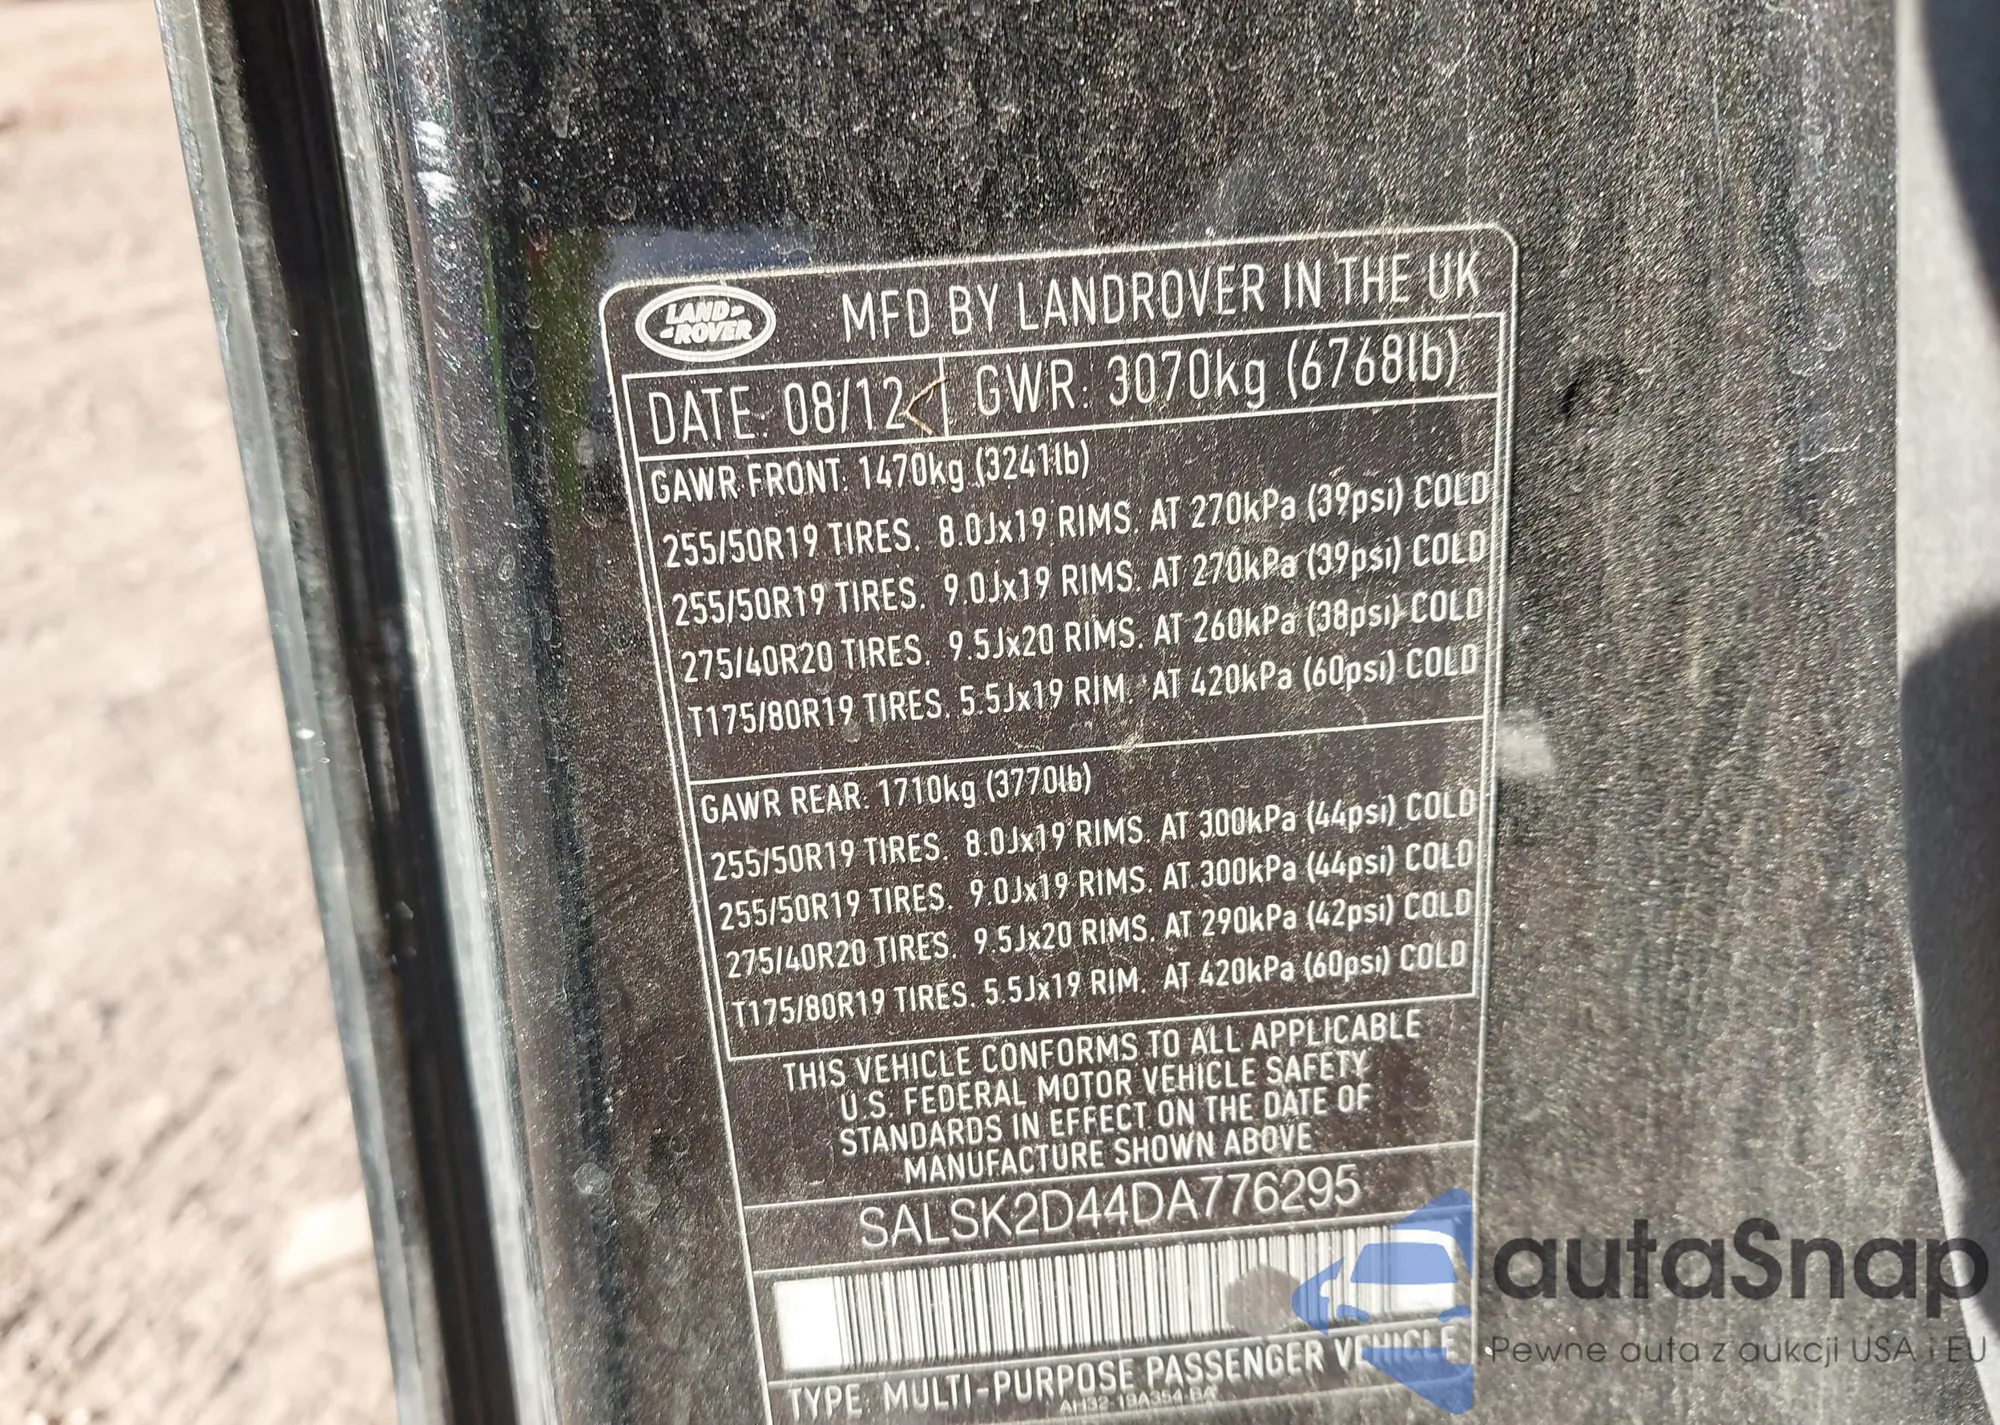 LAND ROVER
MFD BY LANDROVER IN THE UK
DATE: 08/12
GWR: 3070kg (6768lb)
GAWR FRONT: 1470kg (3241lb)
255/50R19 TIRES. 8.0Jx19 RIMS. AT 270kPa (39psi) COLD
255/50R19 TIRES. 9.0Jx19 RIMS. AT 270kPa (39psi) COLD
275/40R20 TIRES. 9.5Jx20 RIMS. AT 260kPa (38psi) COLD
T175/80R19 TIRES. 5.5Jx19 RIM. AT 420kPa (60psi) COLD
GAWR REAR: 1710kg (3770lb)
255/50R19 TIRES. 8.0Jx19 RIMS. AT 300kPa (44psi) COLD
255/50R19 TIRES. 9.0Jx19 RIMS. AT 300kPa (44psi) COLD
275/40R20 TIRES. 9.5Jx20 RIMS. AT 290kPa (42psi) COLD
T175/80R19 TIRES. 5.5Jx19 RIM. AT 420kPa (60psi) COLD
THIS VEHICLE CONFORMS TO ALL APPLICABLE
U.S. FEDERAL MOTOR VEHICLE SAFETY
STANDARDS IN EFFECT ON THE DATE OF
MANUFACTURE SHOWN ABOVE
SALSK2D44DA776295
TYPE: MULTI-PURPOSE PASSENGER VEHICLE
AH32-19A354-BA
autaSnap
Pewne auta z aukcji USA i EU